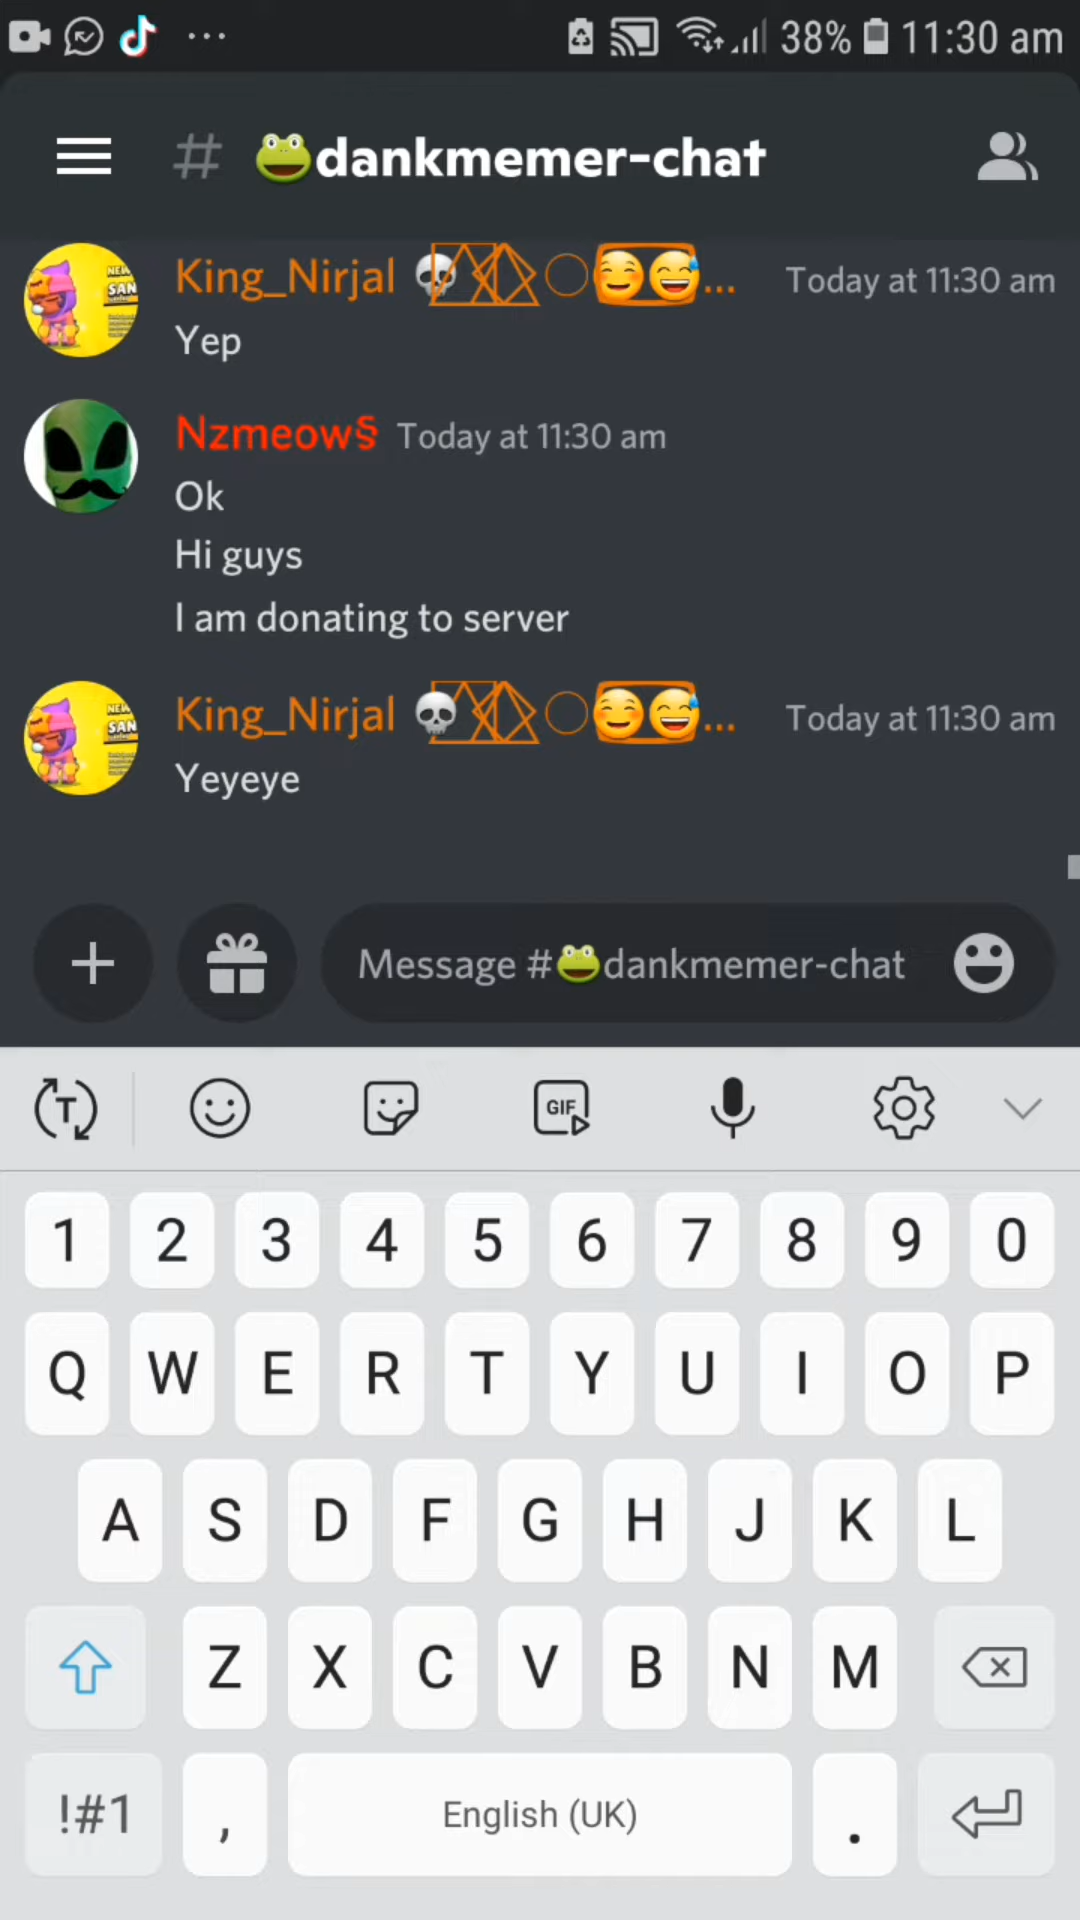 38% 11:30 am
# 🐸dankmemer-chat
King_Nirjal 💀 ○😊😅... Today at 11:30 am
Yep
Nzmeow§ Today at 11:30 am
Ok
Hi guys
I am donating to server
King_Nirjal 💀 ○😊😅... Today at 11:30 am
Yeyeye
Message #🐸dankmemer-chat
T GIF
1 2 3 4 5 6 7 8 9 0
Q W E R T Y U I O P
A S D F G H J K L
Z X C V B N M
!#1 , English (UK) .